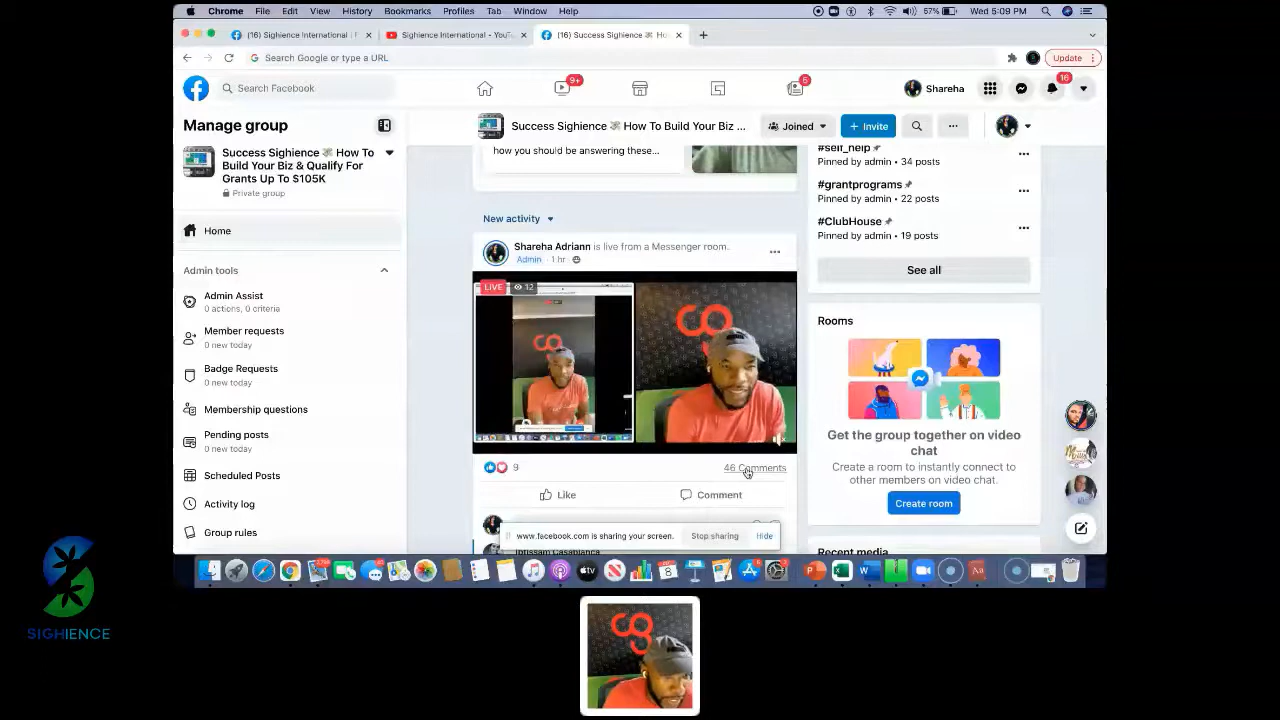 Chrome File Edit View History Bookmarks Profiles Tab Window Help
57% Wed 5:09 PM
(16) Sighience International |
Sighience International - YouTu
(16) Success Sighience Ho
Search Google or type a URL
Update
Search Facebook
9+
6
Shareha
16
Manage group
Success Sighience How To Build Your Biz ...
Joined
+ Invite
Success Sighience How To
Build Your Biz & Qualify For
Grants Up To $105K
Private group
Home
Admin tools
Admin Assist
0 actions, 0 criteria
Member requests
0 new today
Badge Requests
0 new today
Membership questions
Pending posts
0 new today
Scheduled Posts
Activity log
Group rules
how you should be answering these...
New activity
Shareha Adriann is live from a Messenger room.
Admin · 1 hr
LIVE 12
9
46 Comments
Like
Comment
www.facebook.com is sharing your screen.
Stop sharing
Hide
Ibtissam Casablanca
#self_help
Pinned by admin • 34 posts
#grantprograms
Pinned by admin • 22 posts
#ClubHouse
Pinned by admin • 19 posts
See all
Rooms
Get the group together on video
chat
Create a room to instantly connect to
other members on video chat.
Create room
Recent media
SIGHIENCE